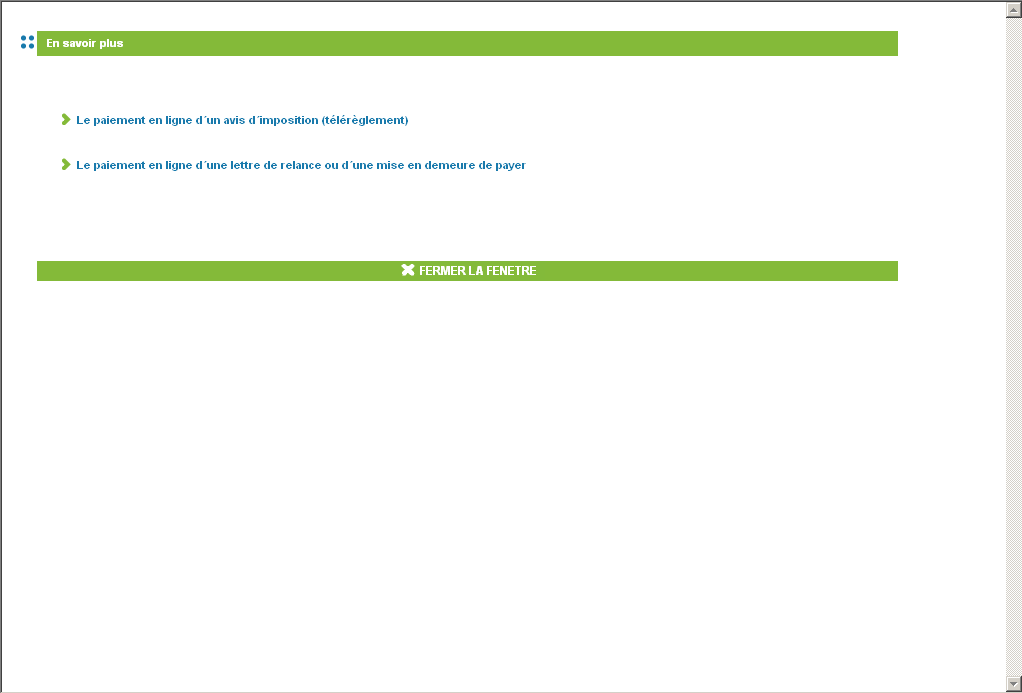 En savoir plus
Le paiement en ligne d´un avis d´imposition (télérèglement)
Le paiement en ligne d´une lettre de relance ou d´une mise en demeure de payer
FERMER LA FENETRE